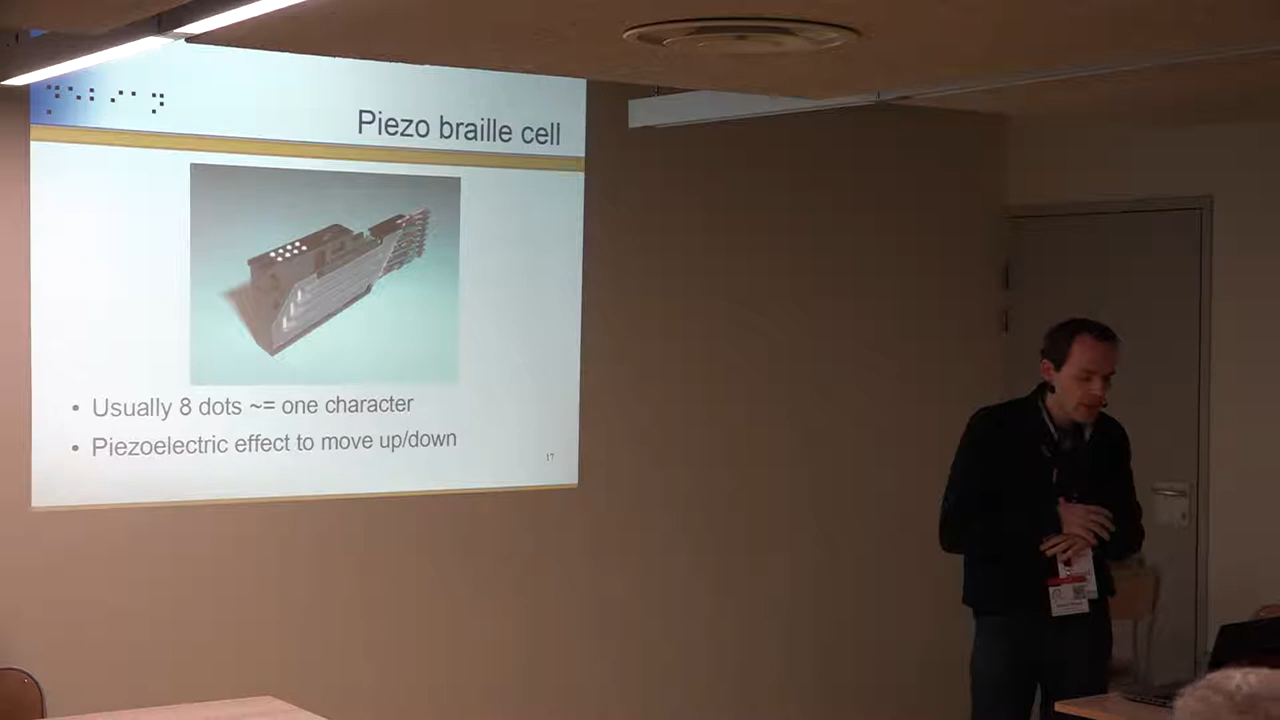 Piezo braille cell
• Usually 8 dots ~= one character
• Piezoelectric effect to move up/down
17